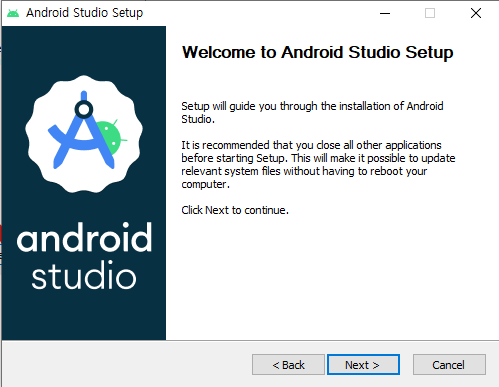 Android Studio Setup
Welcome to Android Studio Setup
Setup will guide you through the installation of Android
Studio.
It is recommended that you close all other applications
before starting Setup. This will make it possible to update
relevant system files without having to reboot your
computer.
Click Next to continue.
android
studio
< Back
Next >
Cancel